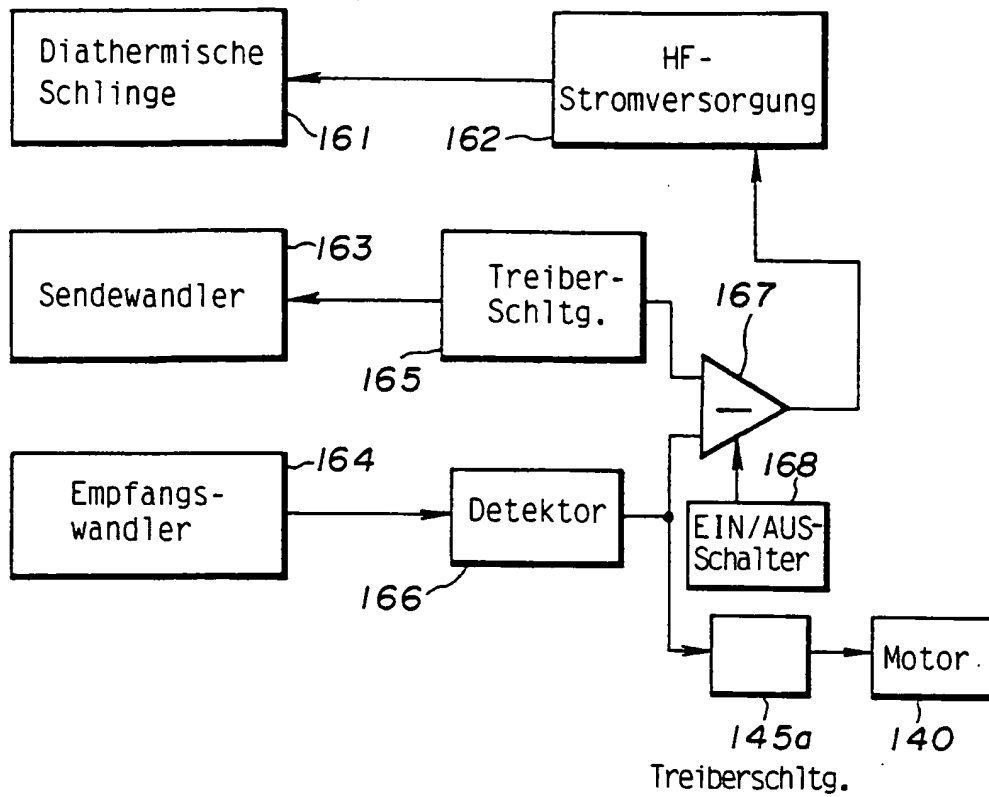 Diathermische
Schlinge
161
HF-
Stromversorgung
162
163
Sendewandler
Treiber-
Schltg.
165
167
164
Empfangs-
wandler
Detektor
166
168
EIN/AUS-
Schalter
145a
Treiberschltg.
Motor
140